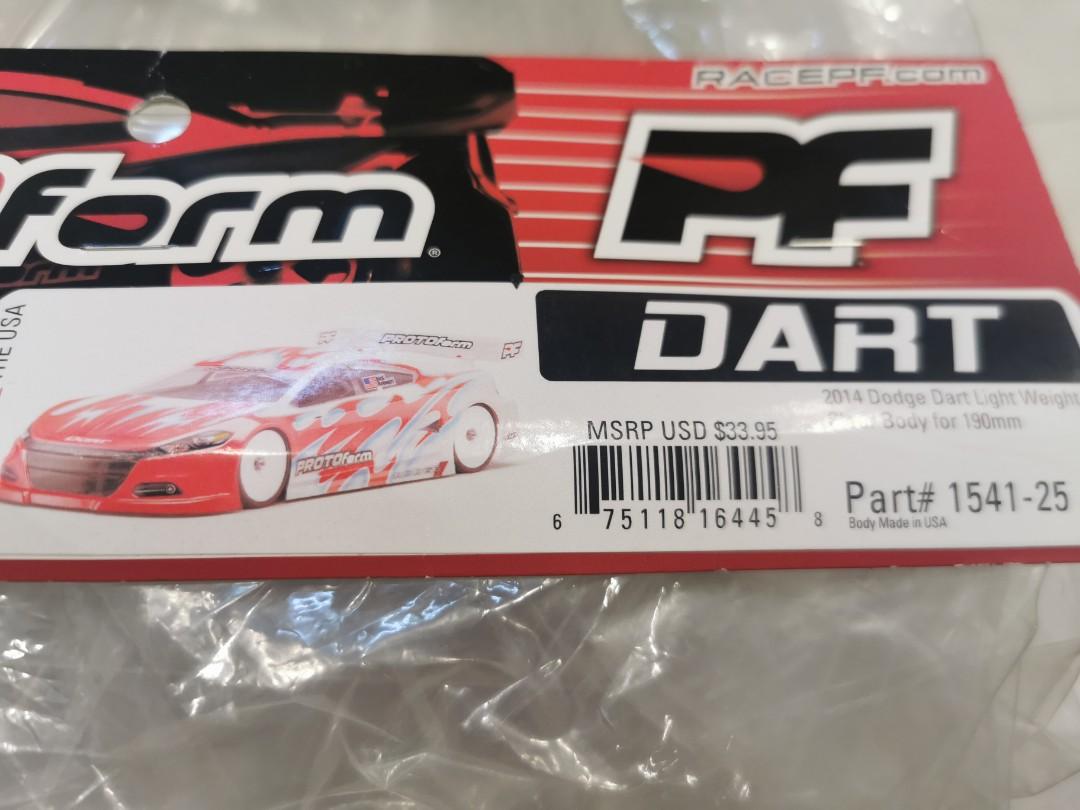 RACEPF.com
form®
PF
THE USA
DART
PROTOform
PF
2014 Dodge Dart Light Weight
Body for 190mm
MSRP USD $33.95
DART
PROTOform
6 75118 16445 8
Part# 1541-25
Body Made in USA